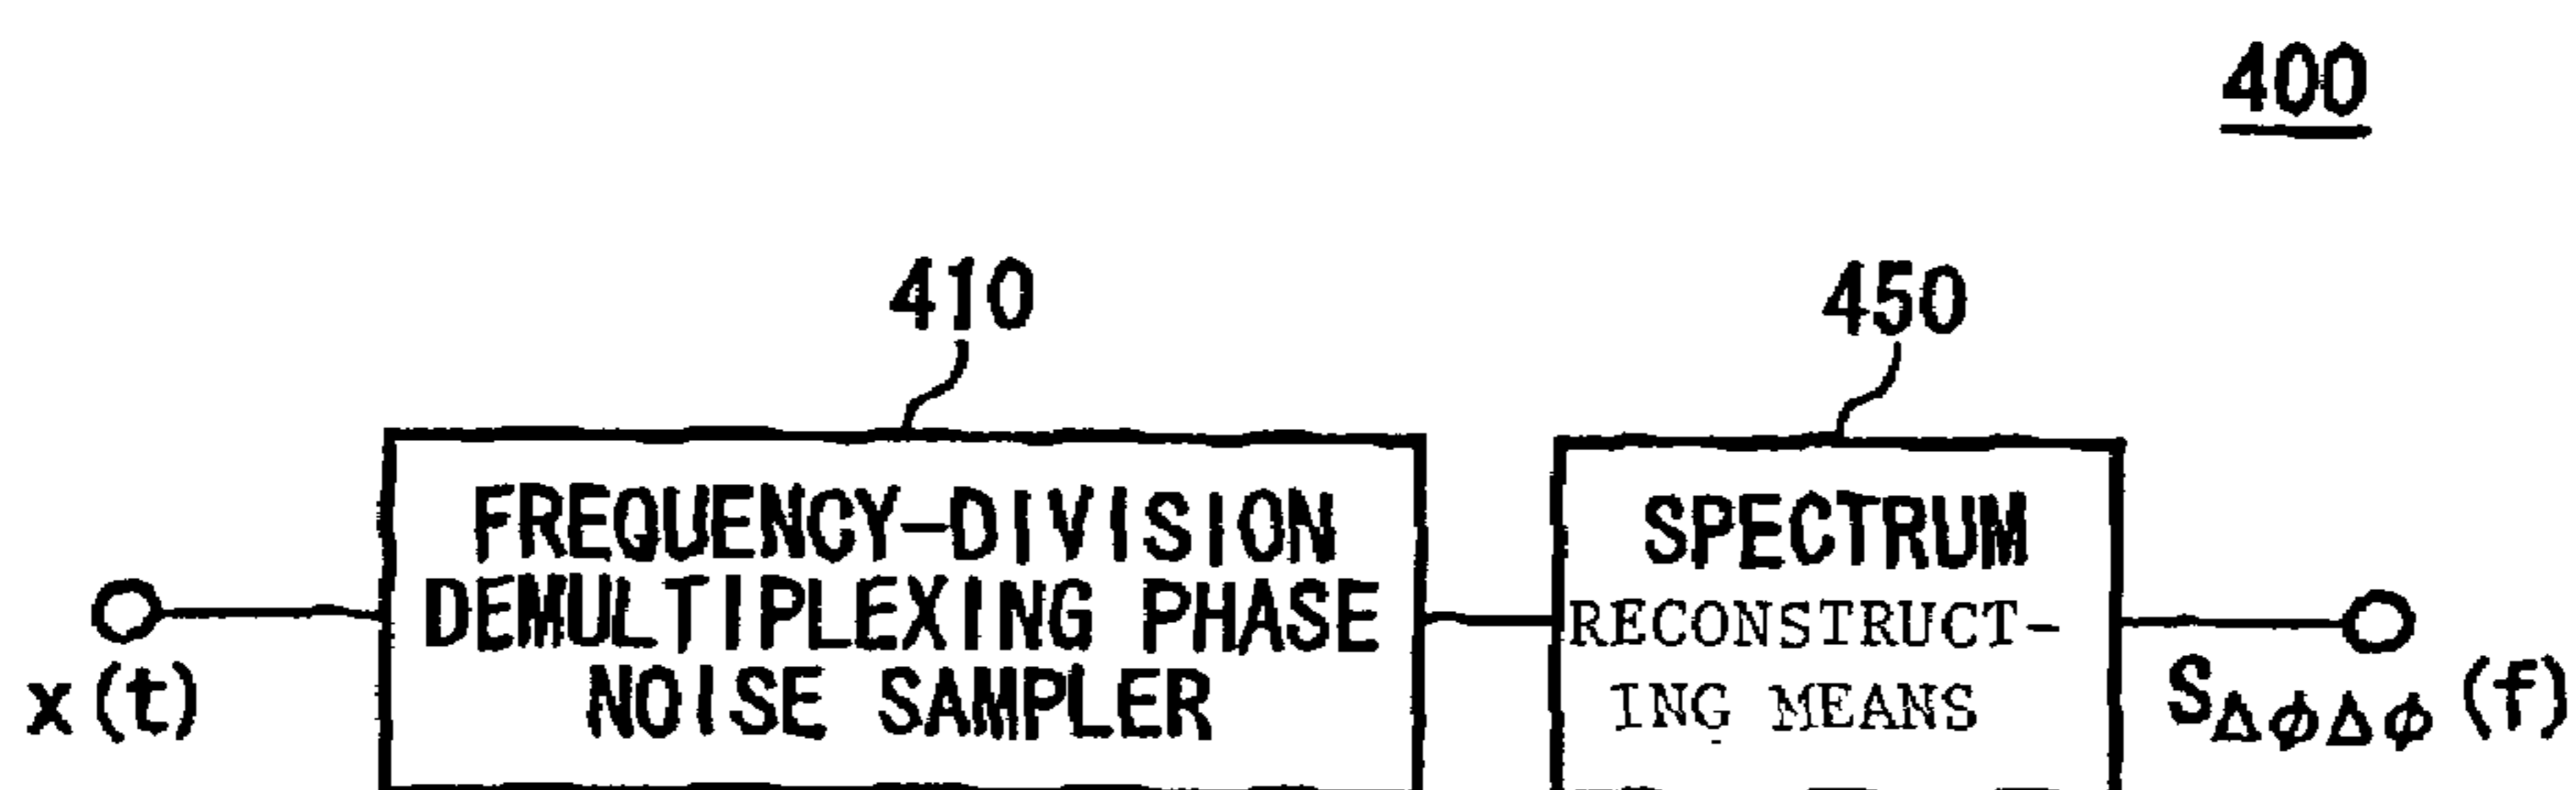 400
410
450
FREQUENCY-DIVISION
DEMULTIPLEXING PHASE
NOISE SAMPLER
SPECTRUM
RECONSTRUCT-
ING MEANS
x(t)
SΔφΔφ(f)